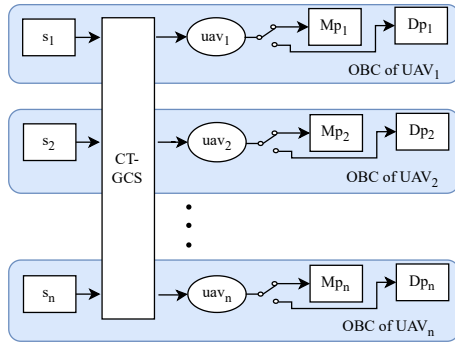 s₁ uav₁ Mp₁ Dp₁
OBC of UAV₁
s₂ uav₂ Mp₂ Dp₂
CT-
GCS
OBC of UAV₂
sₙ uavₙ Mpₙ Dpₙ
OBC of UAVₙ